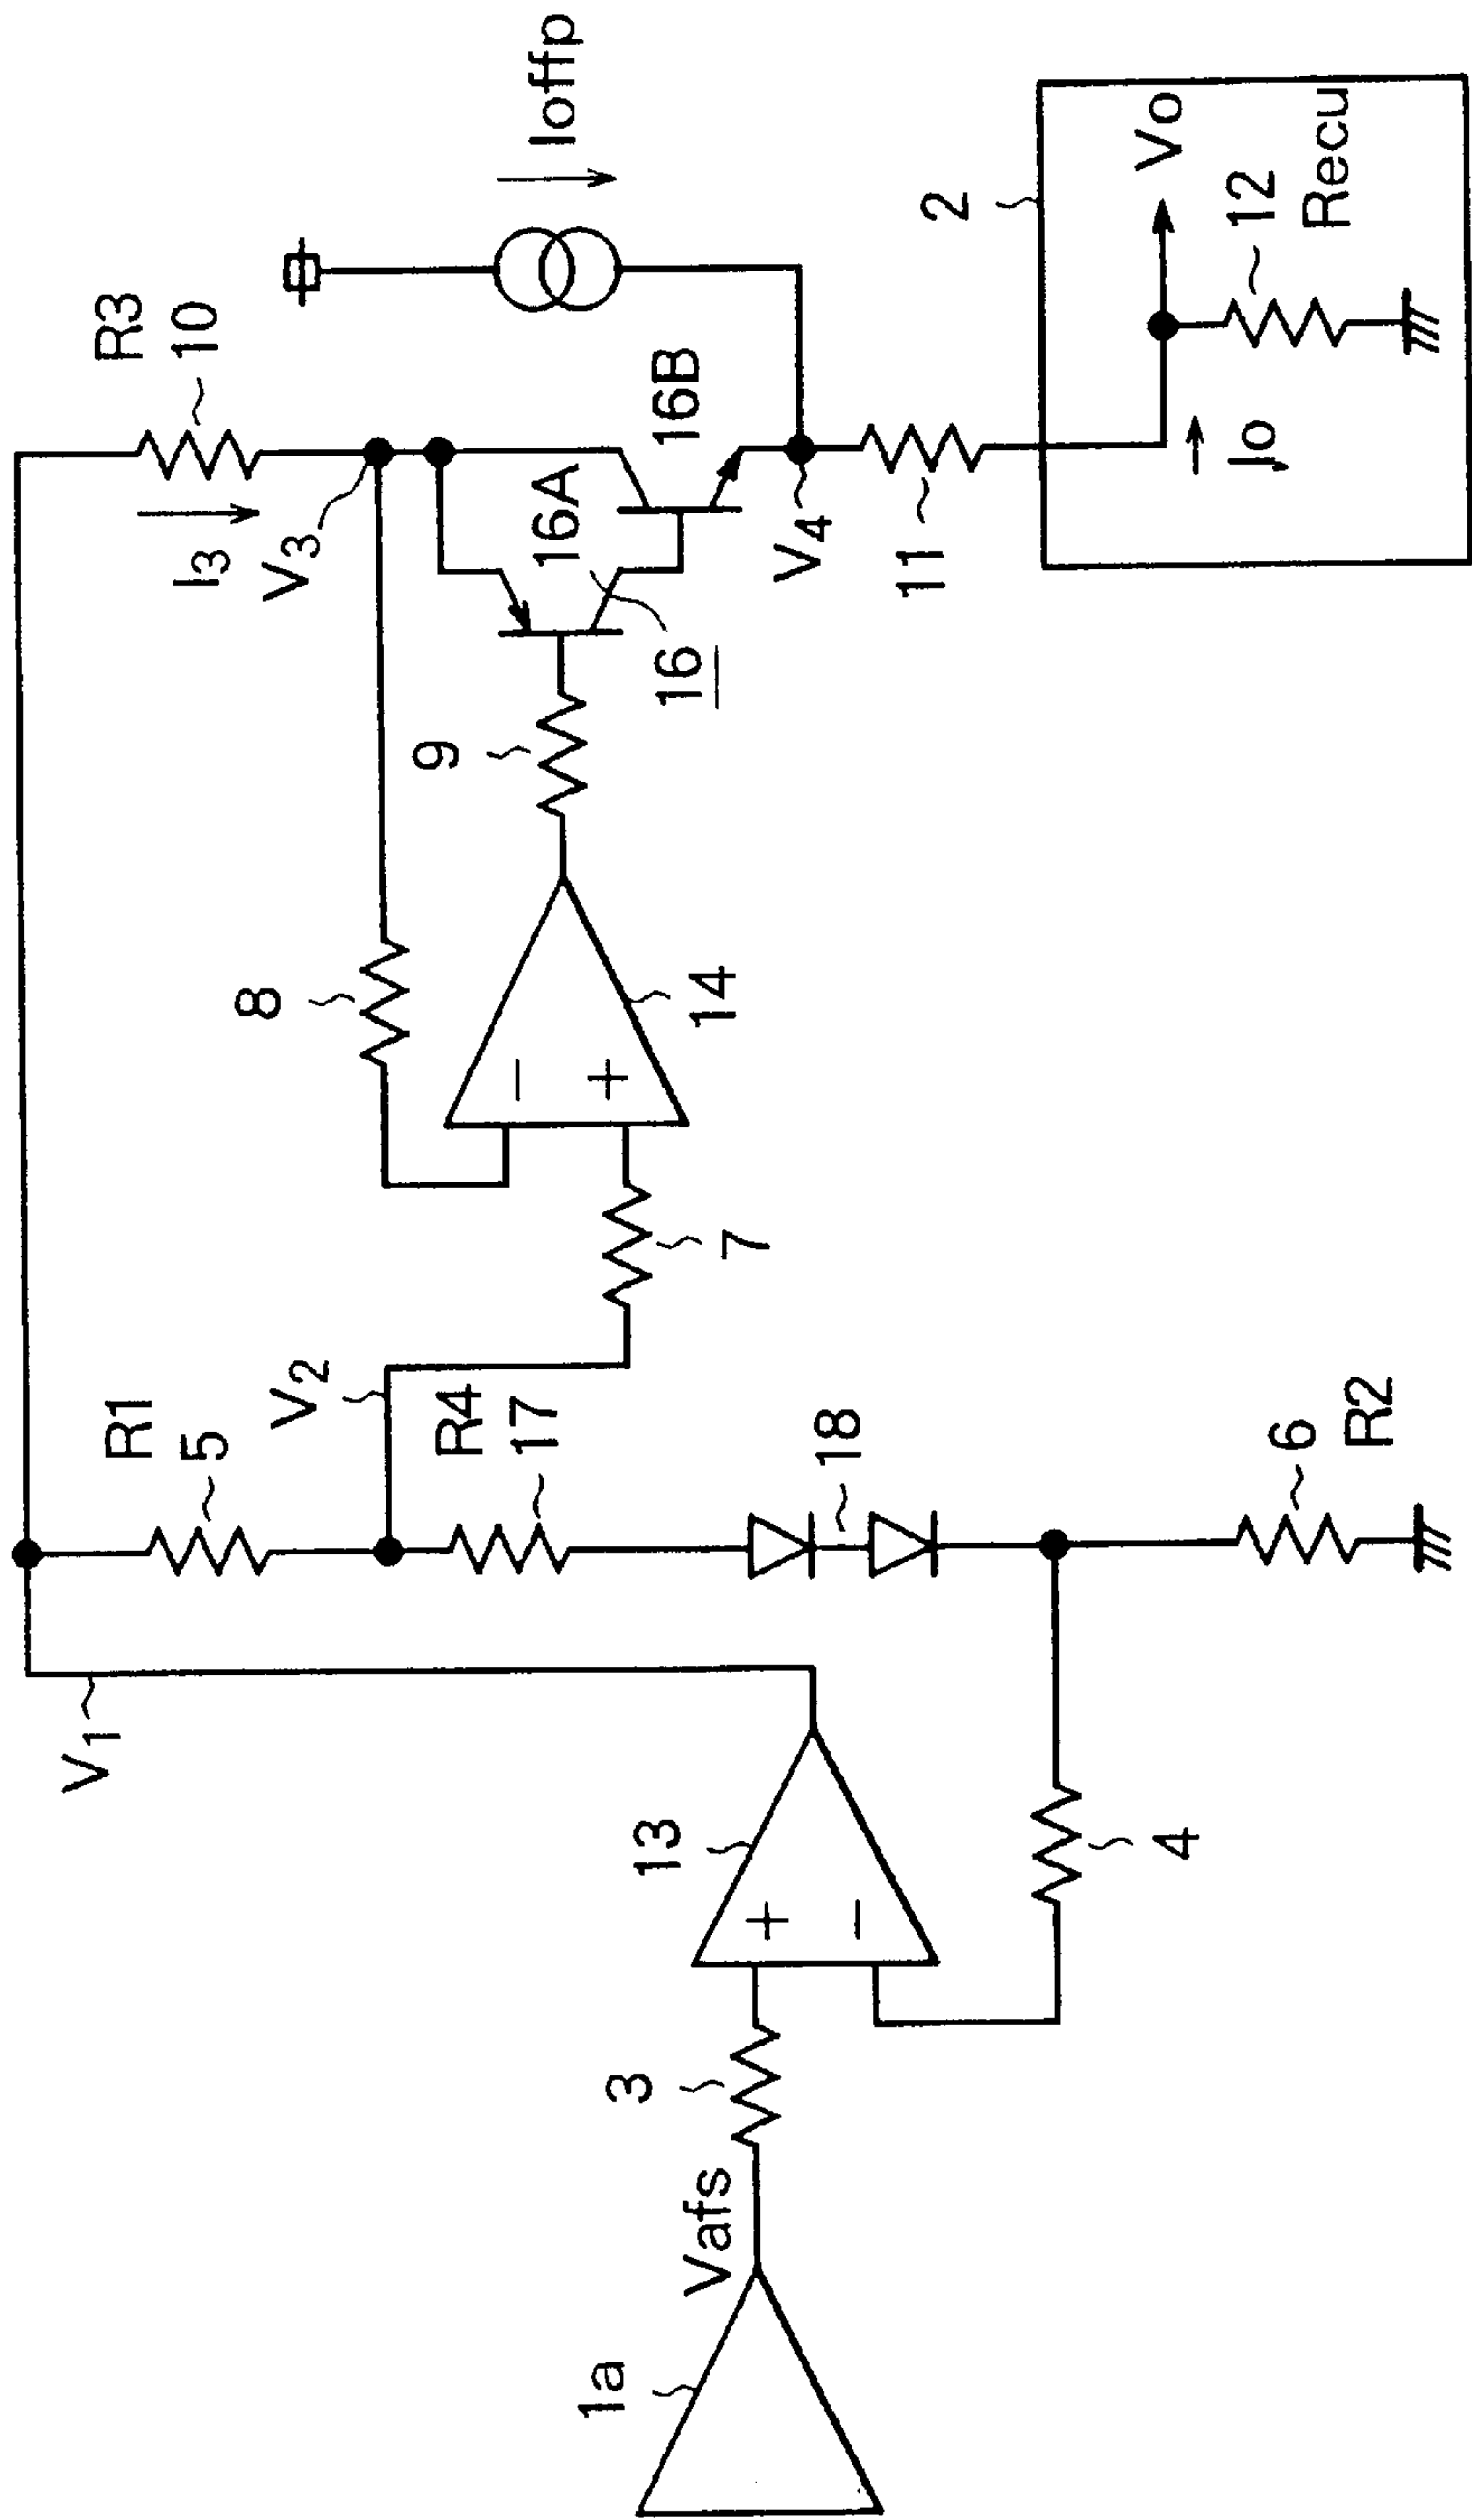 1a
Vafs
3
13
+
−
4
V1
R1
5
V2
R4
17
18
6
R2
7
8
−
+
14
9
16
16A
16B
I3
V3
R3
10
Ioffp
V4
11
2
Io
Vo
12
Recu